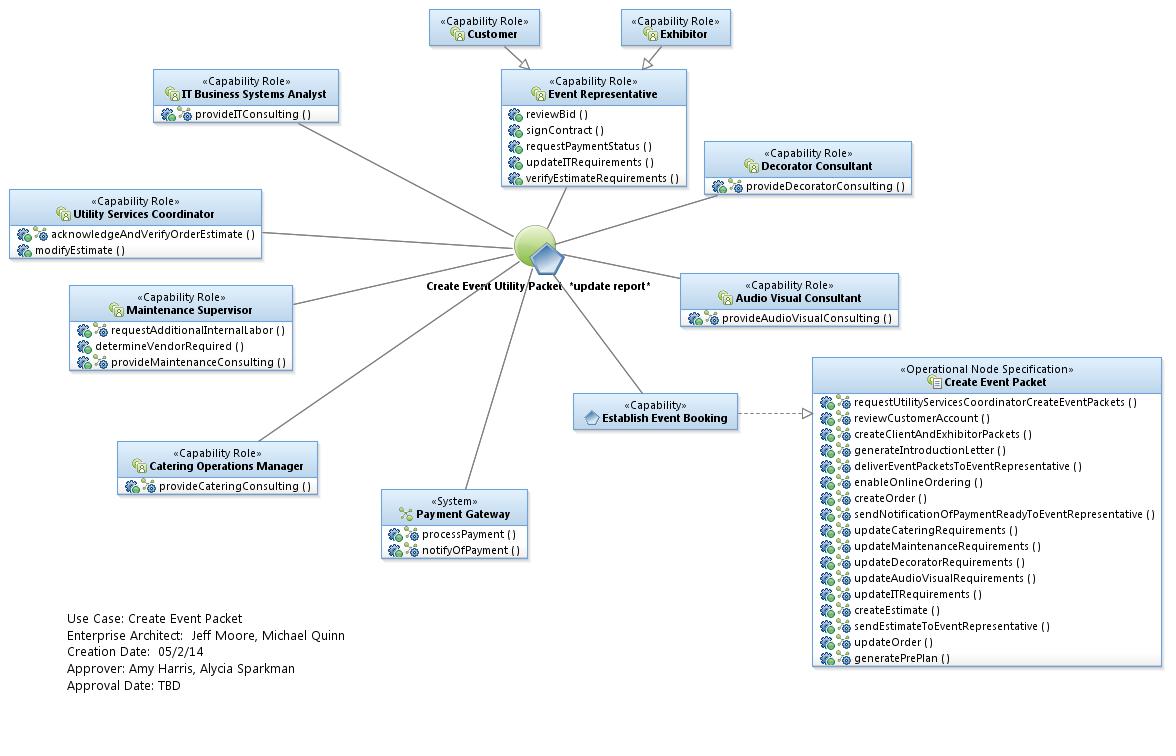 «Capability Role»
Customer
«Capability Role»
Exhibitor
«Capability Role»
IT Business Systems Analyst
provideITConsulting ( )
«Capability Role»
Event Representative
reviewBid ( )
signContract ( )
requestPaymentStatus ( )
updateITRequirements ( )
verifyEstimateRequirements ( )
«Capability Role»
Decorator Consultant
provideDecoratorConsulting ( )
«Capability Role»
Utility Services Coordinator
acknowledgeAndVerifyOrderEstimate ( )
modifyEstimate ( )
Create Event Utility Packet *update report*
«Capability Role»
Maintenance Supervisor
requestAdditionalInternalLabor ( )
determineVendorRequired ( )
provideMaintenanceConsulting ( )
«Capability Role»
Audio Visual Consultant
provideAudioVisualConsulting ( )
«Capability»
Establish Event Booking
«Operational Node Specification»
Create Event Packet
requestUtilityServicesCoordinatorCreateEventPackets ( )
reviewCustomerAccount ( )
createClientAndExhibitorPackets ( )
generateIntroductionLetter ( )
deliverEventPacketsToEventRepresentative ( )
enableOnlineOrdering ( )
createOrder ( )
sendNotificationOfPaymentReadyToEventRepresentative ( )
updateCateringRequirements ( )
updateMaintenanceRequirements ( )
updateDecoratorRequirements ( )
updateAudioVisualRequirements ( )
updateITRequirements ( )
createEstimate ( )
sendEstimateToEventRepresentative ( )
updateOrder ( )
generatePrePlan ( )
«Capability Role»
Catering Operations Manager
provideCateringConsulting ( )
«System»
Payment Gateway
processPayment ( )
notifyOfPayment ( )
Use Case: Create Event Packet
Enterprise Architect:  Jeff Moore, Michael Quinn
Creation Date:  05/2/14
Approver: Amy Harris, Alycia Sparkman
Approval Date: TBD